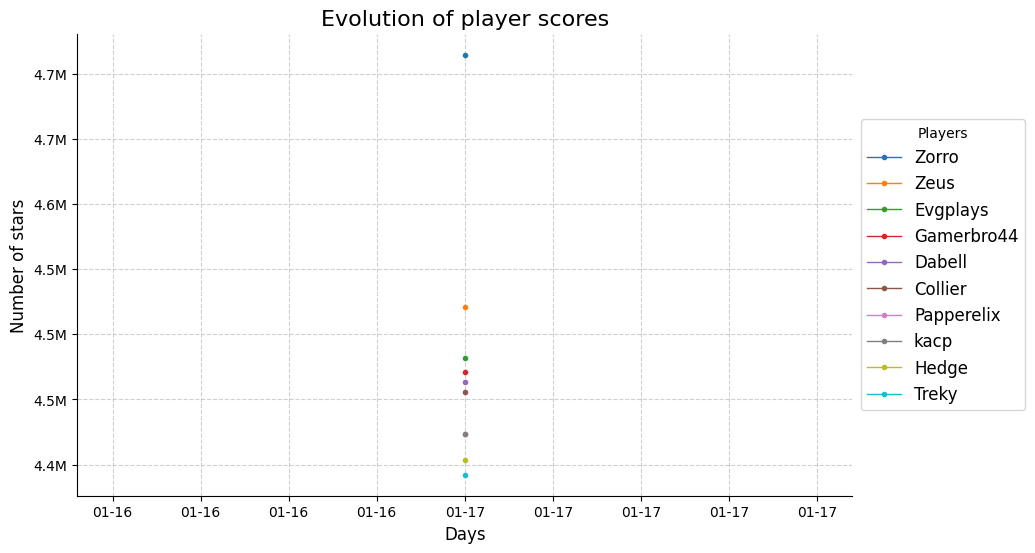 Evolution of player scores
Number of stars
4.7M
4.7M
4.6M
4.5M
4.5M
4.5M
4.4M
01-16
01-16
01-16
01-16
01-17
01-17
01-17
01-17
01-17
Days
Players
Zorro
Zeus
Evgplays
Gamerbro44
Dabell
Collier
Papperelix
kacp
Hedge
Treky